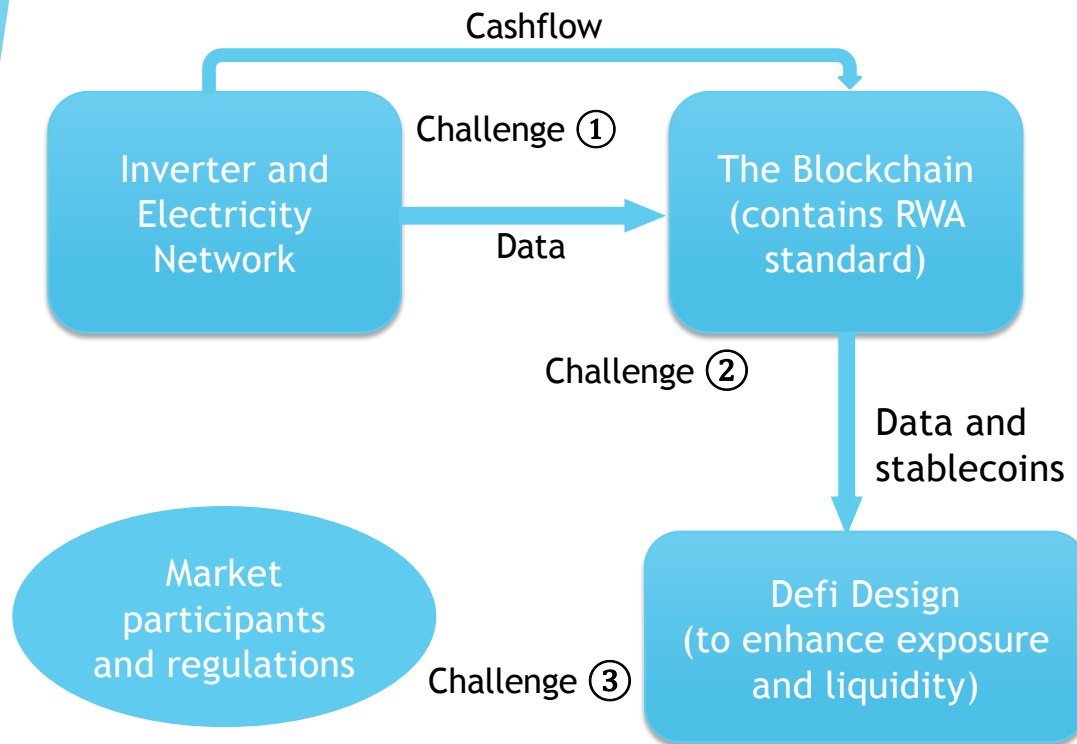 Cashflow
Challenge ①
Inverter and
Electricity
Network
The Blockchain
(contains RWA
standard)
Data
Challenge ②
Data and
stablecoins
Market
participants
and regulations
Defi Design
(to enhance exposure
and liquidity)
Challenge ③